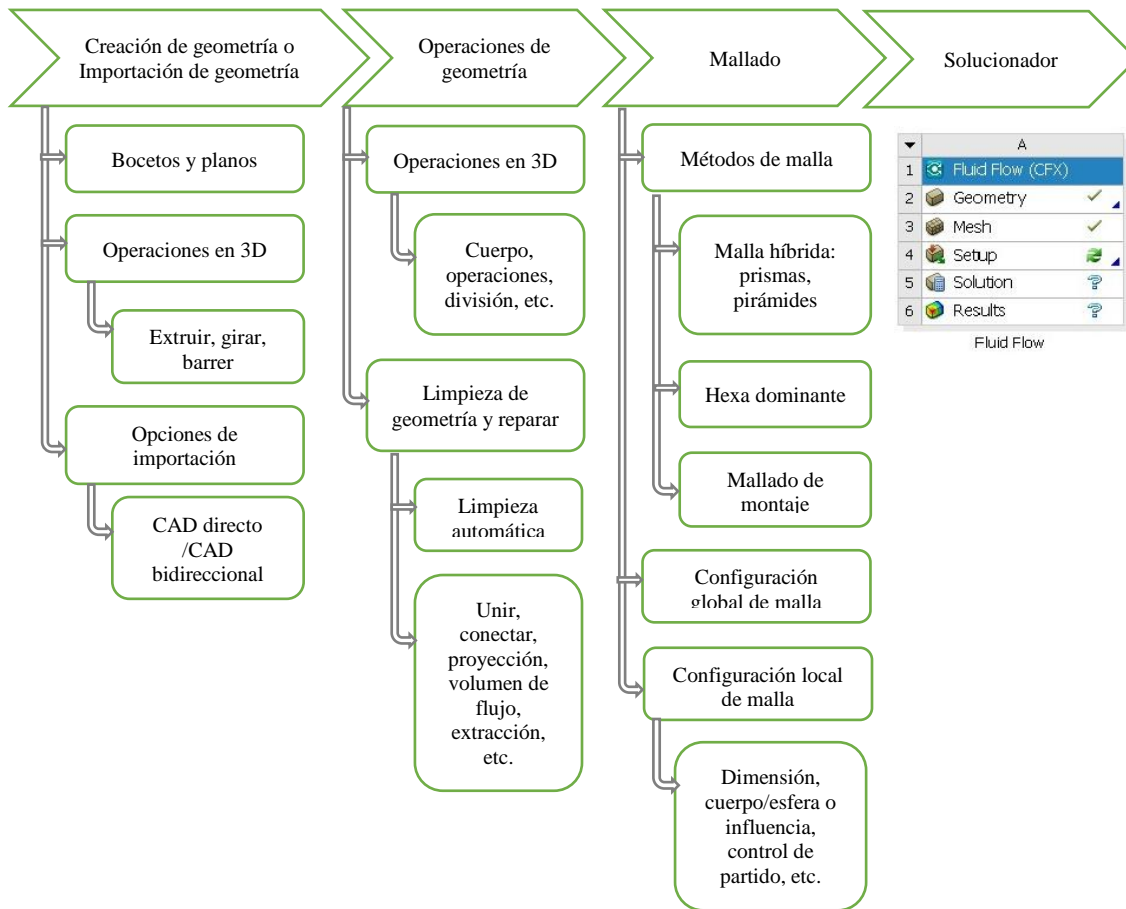 Creación de geometría o
Importación de geometría
Operaciones de
geometría
Mallado
Solucionador
Bocetos y planos
Operaciones en 3D
Extruir, girar,
barrer
Opciones de
importación
CAD directo
/CAD
bidireccional
Operaciones en 3D
Cuerpo,
operaciones,
división, etc.
Limpieza de
geometría y reparar
Limpieza
automática
Unir,
conectar,
proyección,
volumen de
flujo,
extracción,
etc.
Métodos de malla
Malla híbrida:
prismas,
pirámides
Hexa dominante
Mallado de
montaje
Configuración
global de malla
Configuración local
de malla
Dimensión,
cuerpo/esfera o
influencia,
control de
partido, etc.
A
1 Fluid Flow (CFX)
2 Geometry
3 Mesh
4 Setup
5 Solution
6 Results
Fluid Flow